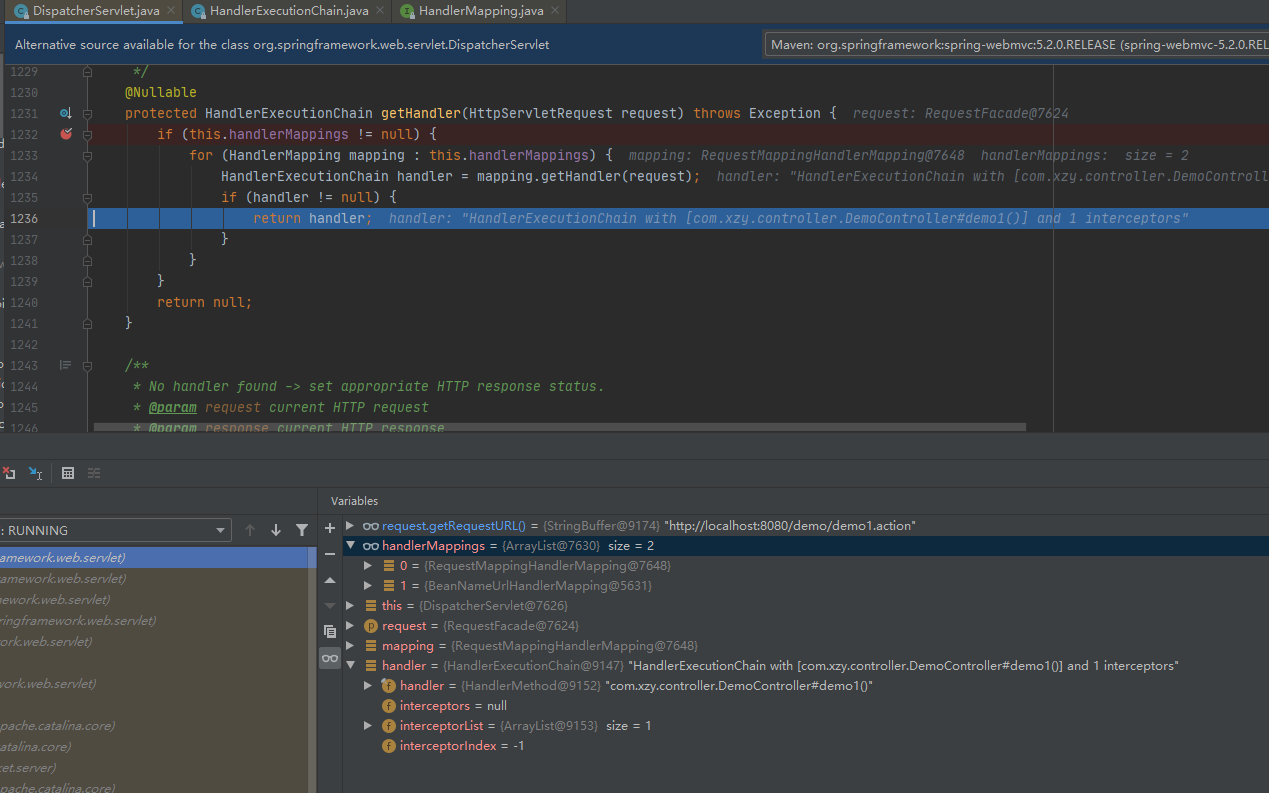 DispatcherServlet.java HandlerExecutionChain.java HandlerMapping.java
Alternative source available for the class org.springframework.web.servlet.DispatcherServlet Maven: org.springframework:spring-webmvc:5.2.0.RELEASE (spring-webmvc-5.2.0.REL
1229 */
1230 @Nullable
1231 protected HandlerExecutionChain getHandler(HttpServletRequest request) throws Exception { request: RequestFacade@7624
1232 if (this.handlerMappings != null) {
1233 for (HandlerMapping mapping : this.handlerMappings) { mapping: RequestMappingHandlerMapping@7648 handlerMappings: size = 2
1234 HandlerExecutionChain handler = mapping.getHandler(request); handler: "HandlerExecutionChain with [com.xzy.controller.DemoControll
1235 if (handler != null) {
1236 return handler; handler: "HandlerExecutionChain with [com.xzy.controller.DemoController#demo1()] and 1 interceptors"
1237 }
1238 }
1239 }
1240 return null;
1241 }
1242
1243 /**
1244 * No handler found -> set appropriate HTTP response status.
1245 * @param request current HTTP request
1246 * @param response current HTTP response
Variables
: RUNNING
request.getRequestURL() = {StringBuffer@9174} "http://localhost:8080/demo/demo1.action"
handlerMappings = {ArrayList@7630} size = 2
0 = {RequestMappingHandlerMapping@7648}
1 = {BeanNameUrlHandlerMapping@5631}
this = {DispatcherServlet@7626}
request = {RequestFacade@7624}
mapping = {RequestMappingHandlerMapping@7648}
handler = {HandlerExecutionChain@9147} "HandlerExecutionChain with [com.xzy.controller.DemoController#demo1()] and 1 interceptors"
handler = {HandlerMethod@9152} "com.xzy.controller.DemoController#demo1()"
interceptors = null
interceptorList = {ArrayList@9153} size = 1
interceptorIndex = -1
amework.web.servlet)
ramework.web.servlet)
mework.web.servlet)
ringframework.web.servlet)
work.web.servlet)
work.web.servlet)
pache.catalina.core)
atalina.core)
ket.server)
pache.catalina.core)